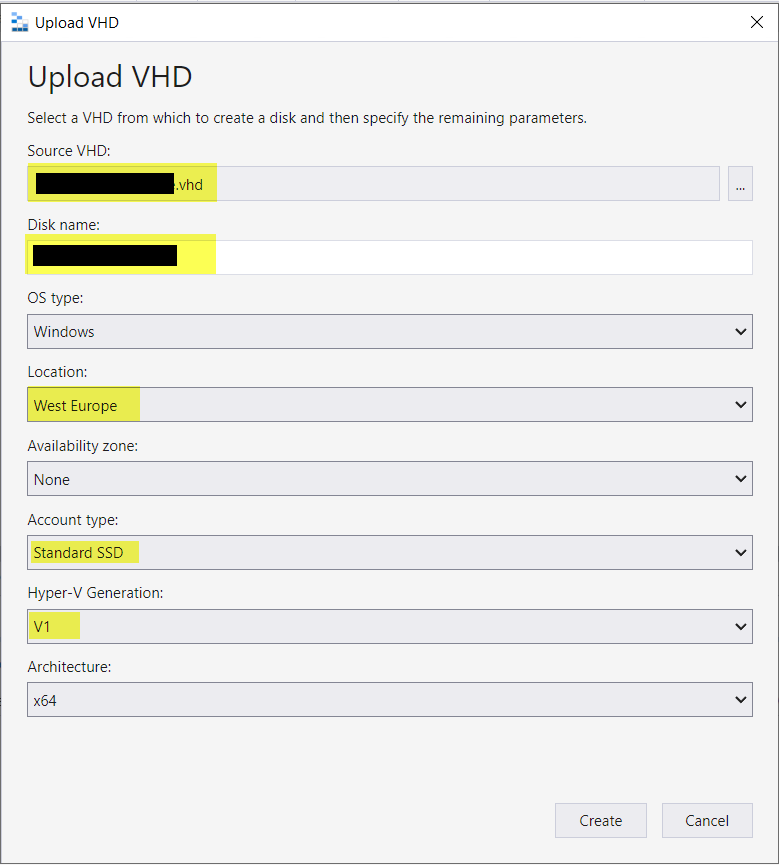 Upload VHD
Upload VHD
Select a VHD from which to create a disk and then specify the remaining parameters.
Source VHD:
.vhd
...
Disk name:
OS type:
Windows
Location:
West Europe
Availability zone:
None
Account type:
Standard SSD
Hyper-V Generation:
V1
Architecture:
x64
Create
Cancel